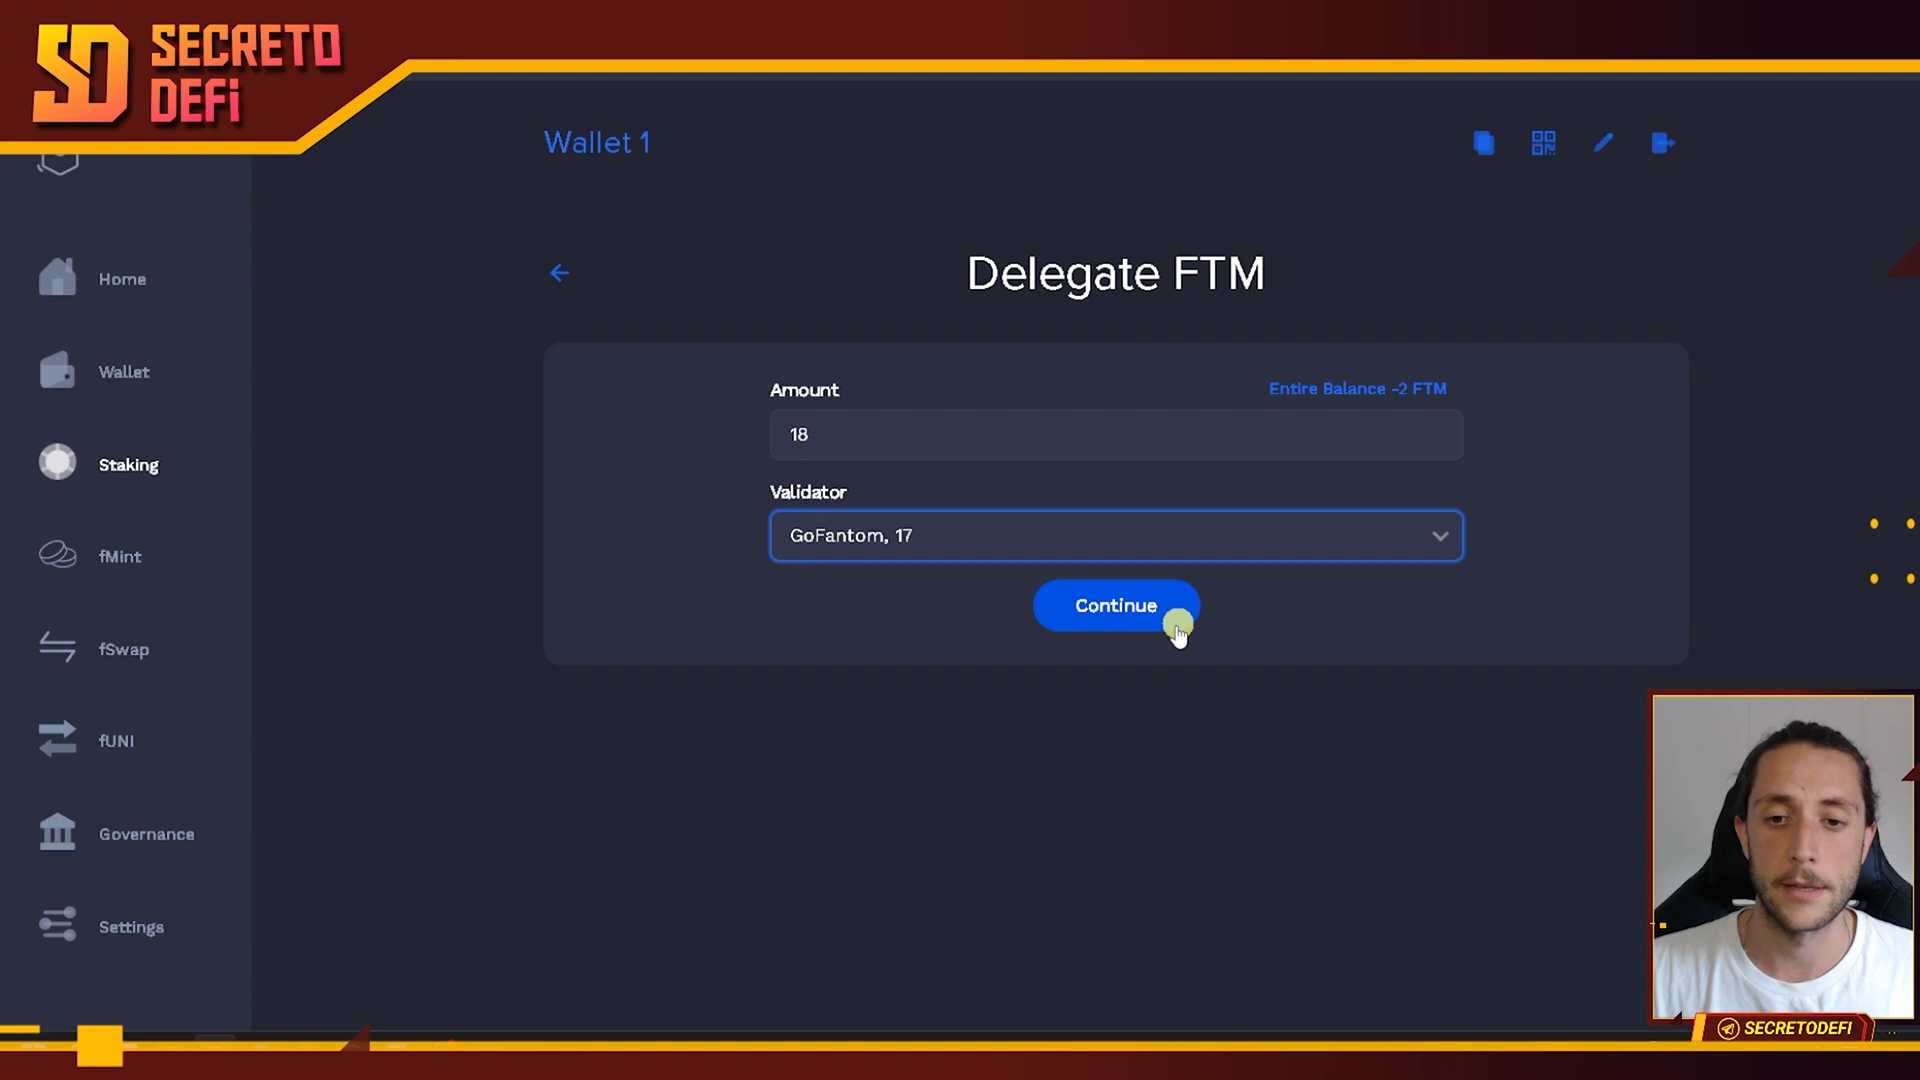 SECRETO
DEFi
Wallet 1
Home
Wallet
Staking
fMint
fSwap
fUNI
Governance
Settings
Delegate FTM
Amount
Entire Balance -2 FTM
18
Validator
GoFantom, 17
Continue
SECRETODEFI